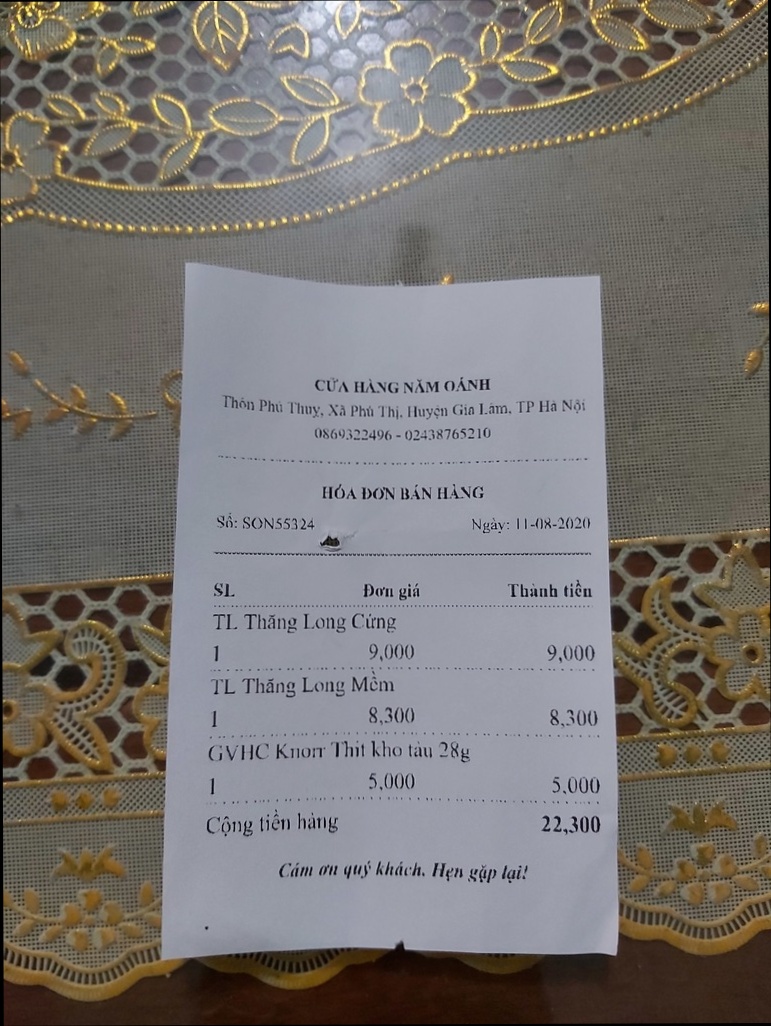 CỬA HÀNG NĂM OÁNH
Thôn Phú Thuỵ, Xã Phú Thị, Huyện Gia Lâm, TP Hà Nội
0869322496 - 02438765210
HÓA ĐƠN BÁN HÀNG
Số: SON55324 Ngày: 11-08-2020
SL Đơn giá Thành tiền
TL Thăng Long Cứng
1 9,000 9,000
TL Thăng Long Mềm
1 8,300 8,300
GVHC Knorr Thịt kho tàu 28g
1 5,000 5,000
Cộng tiền hàng 22,300
Cám ơn quý khách. Hẹn gặp lại!